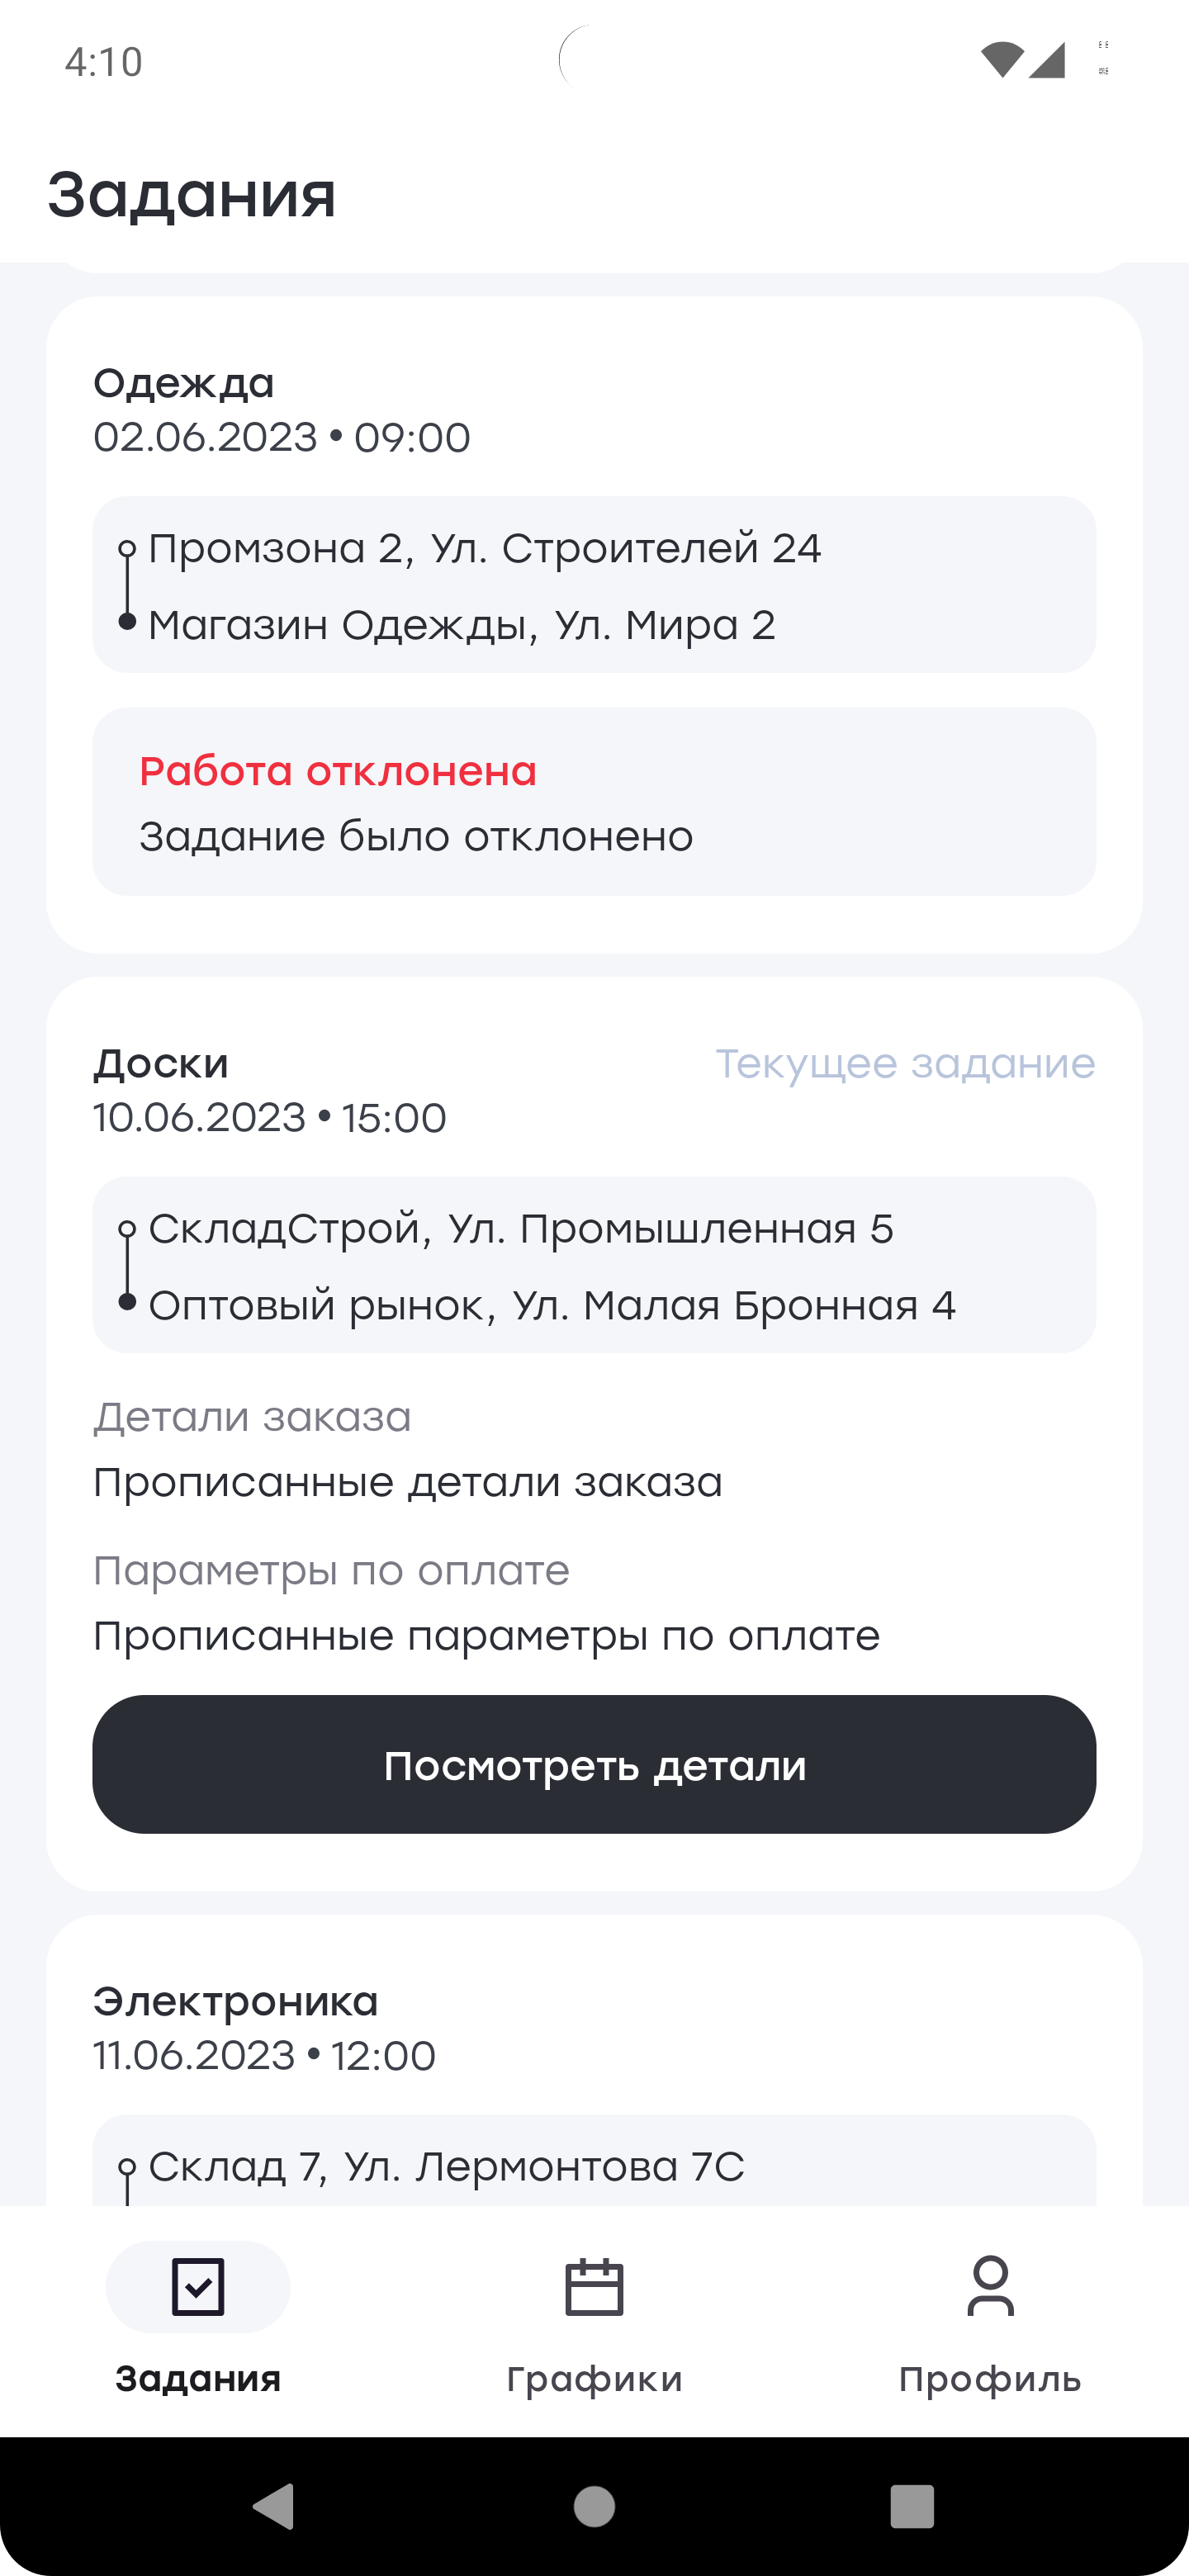 4:10
Задания
Одежда
02.06.2023 • 09:00
Промзона 2, Ул. Строителей 24
Магазин Одежды, Ул. Мира 2
Работа отклонена
Задание было отклонено
Доски
Текущее задание
10.06.2023 • 15:00
СкладСтрой, Ул. Промышленная 5
Оптовый рынок, Ул. Малая Бронная 4
Детали заказа
Прописанные детали заказа
Параметры по оплате
Прописанные параметры по оплате
Посмотреть детали
Электроника
11.06.2023 • 12:00
Склад 7, Ул. Лермонтова 7С
Задания
Графики
Профиль